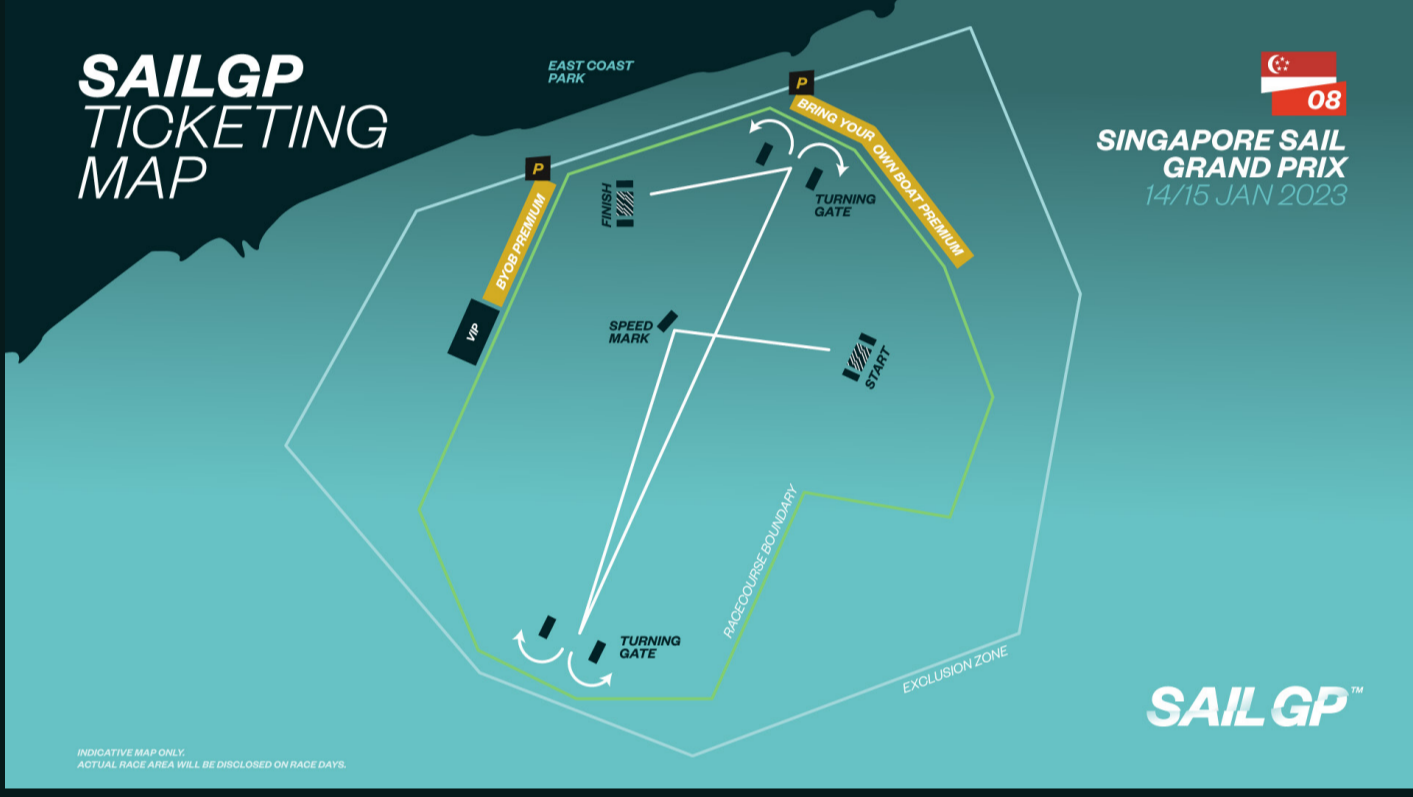 SAILGP
TICKETING
MAP
EAST COAST
PARK
08
SINGAPORE SAIL
GRAND PRIX
14/15 JAN 2023
P
BRING YOUR OWN BOAT PREMIUM
P
BYOB PREMIUM
VIP
FINISH
TURNING
GATE
SPEED
MARK
START
RACECOURSE BOUNDARY
TURNING
GATE
EXCLUSION ZONE
SAIL GP™
INDICATIVE MAP ONLY.
ACTUAL RACE AREA WILL BE DISCLOSED ON RACE DAYS.